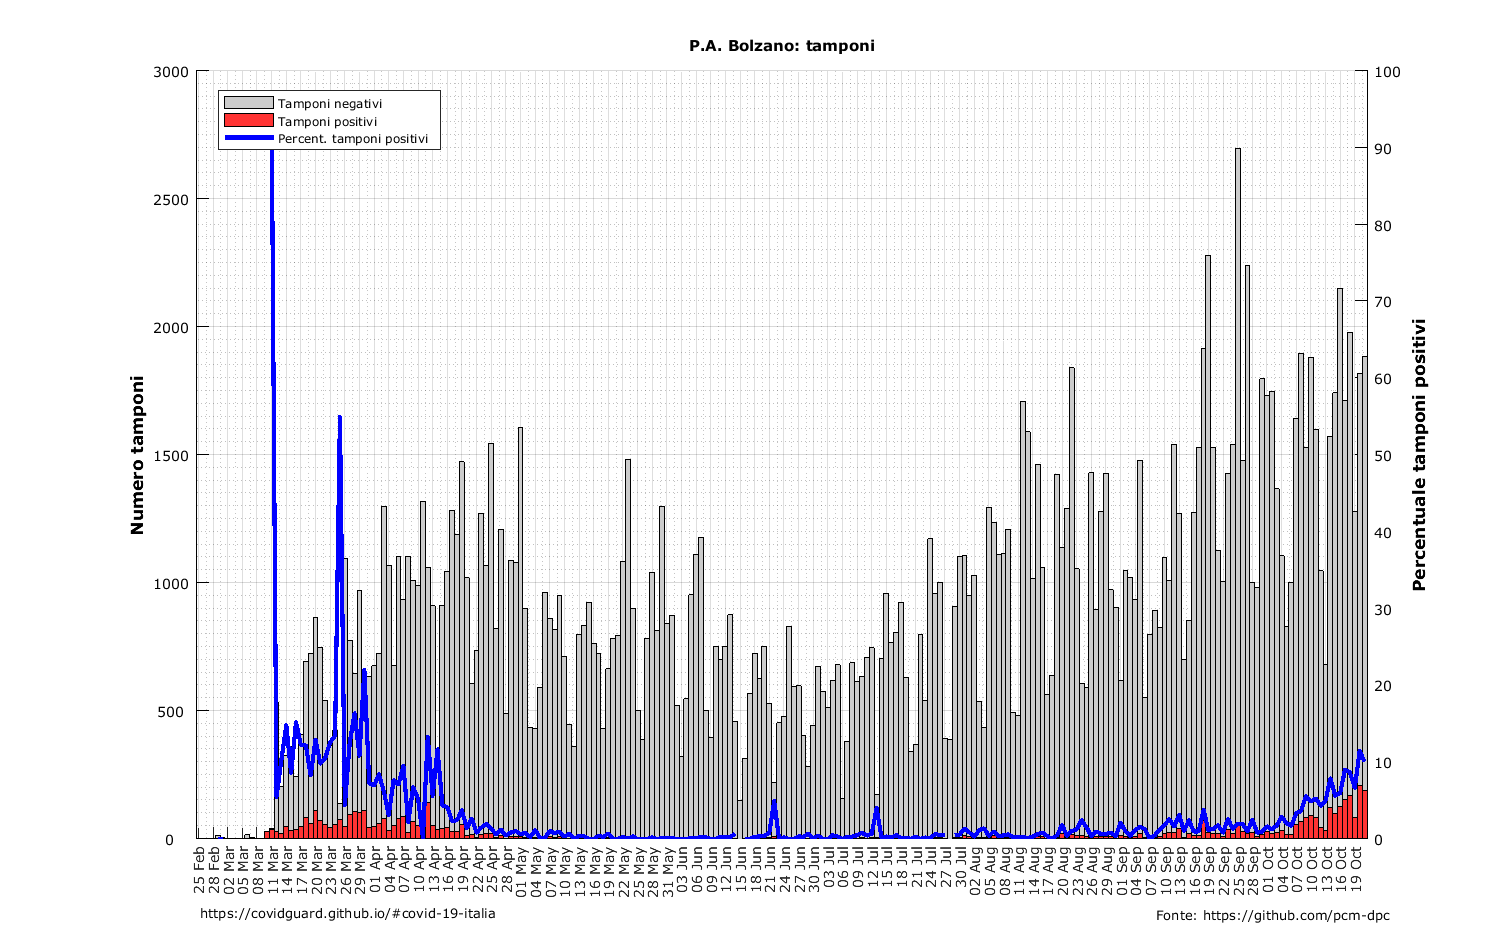 P.A. Bolzano: tamponi
3000
2500
2000
1500
1000
500
0
Numero tamponi
Tamponi negativi
Tamponi positivi
Percent. tamponi positivi
100
90
80
70
60
50
40
30
20
10
0
Percentuale tamponi positivi
25 Feb
28 Feb
02 Mar
05 Mar
08 Mar
11 Mar
14 Mar
17 Mar
20 Mar
23 Mar
26 Mar
29 Mar
01 Apr
04 Apr
07 Apr
10 Apr
13 Apr
16 Apr
19 Apr
22 Apr
25 Apr
28 Apr
01 May
04 May
07 May
10 May
13 May
16 May
19 May
22 May
25 May
28 May
31 May
03 Jun
06 Jun
09 Jun
12 Jun
15 Jun
18 Jun
21 Jun
24 Jun
27 Jun
30 Jun
03 Jul
06 Jul
09 Jul
12 Jul
15 Jul
18 Jul
21 Jul
24 Jul
27 Jul
30 Jul
02 Aug
05 Aug
08 Aug
11 Aug
14 Aug
17 Aug
20 Aug
23 Aug
26 Aug
29 Aug
01 Sep
04 Sep
07 Sep
10 Sep
13 Sep
16 Sep
19 Sep
22 Sep
25 Sep
28 Sep
01 Oct
04 Oct
07 Oct
10 Oct
13 Oct
16 Oct
19 Oct
https://covidguard.github.io/#covid-19-italia
Fonte: https://github.com/pcm-dpc